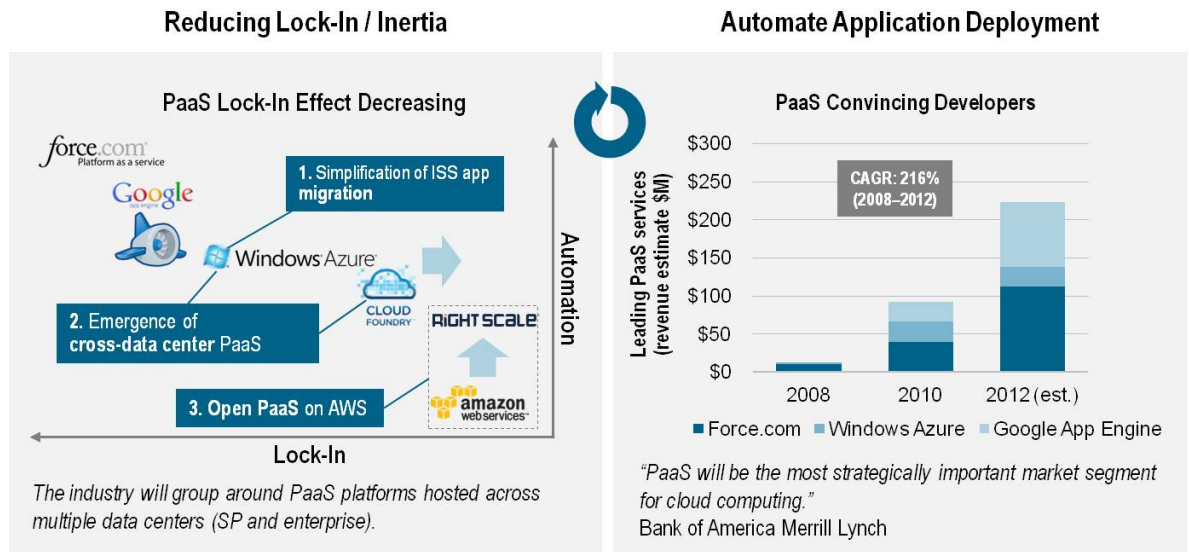 Reducing Lock-In / Inertia
PaaS Lock-In Effect Decreasing
force.com
Platform as a service
Google
app engine
1. Simplification of ISS app
migration
Windows Azure
CLOUD
FOUNDRY
2. Emergence of
cross-data center PaaS
RIGHTSCALE
3. Open PaaS on AWS
amazon
webservices™
Automation
Lock-In
The industry will group around PaaS platforms hosted across
multiple data centers (SP and enterprise).
Automate Application Deployment
PaaS Convincing Developers
Leading PaaS services
(revenue estimate $M)
$300
$250
$200
$150
$100
$50
$0
CAGR: 216%
(2008–2012)
2008 2010 2012 (est.)
Force.com Windows Azure Google App Engine
“PaaS will be the most strategically important market segment
for cloud computing.”
Bank of America Merrill Lynch